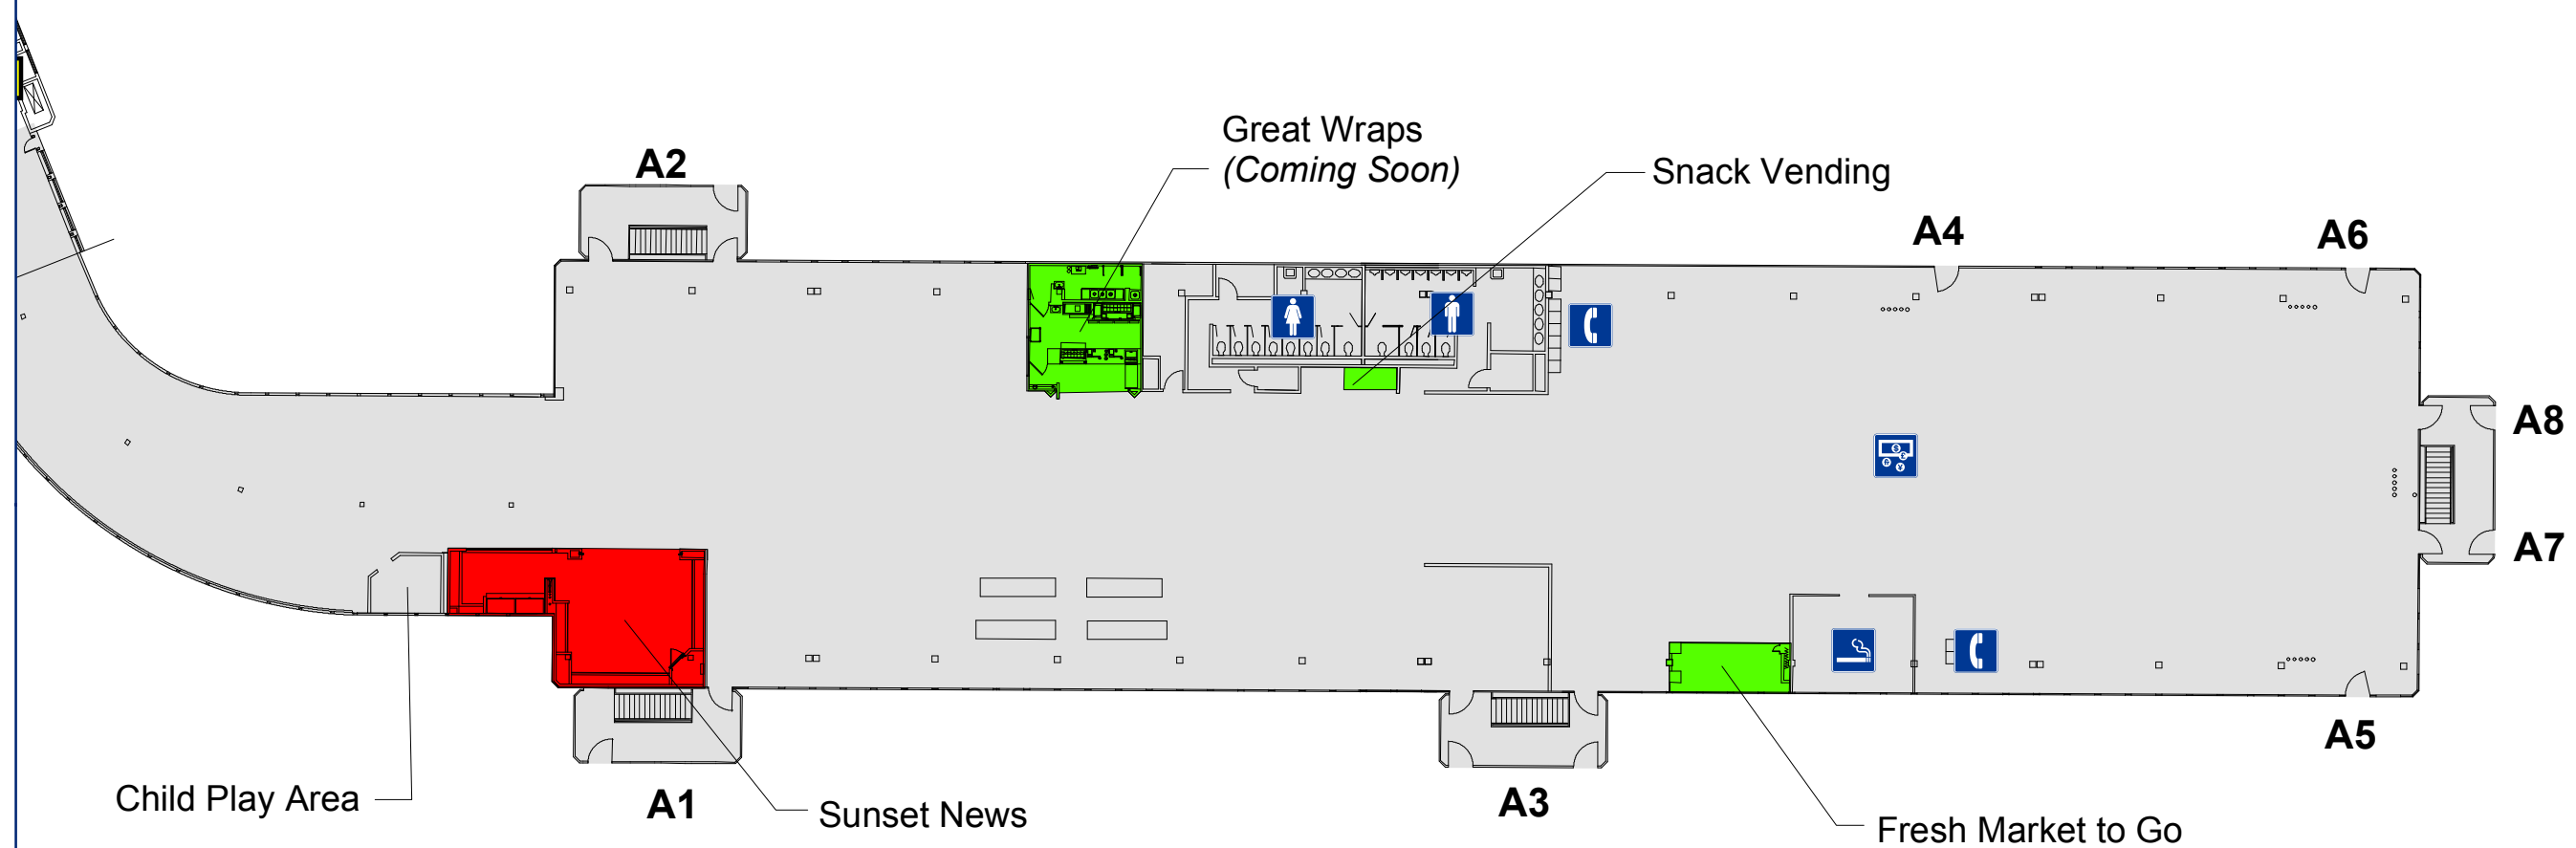 Great Wraps
(Coming Soon)
Snack Vending
A2
A4
A6
A8
A7
A5
Child Play Area
A1
Sunset News
A3
Fresh Market to Go